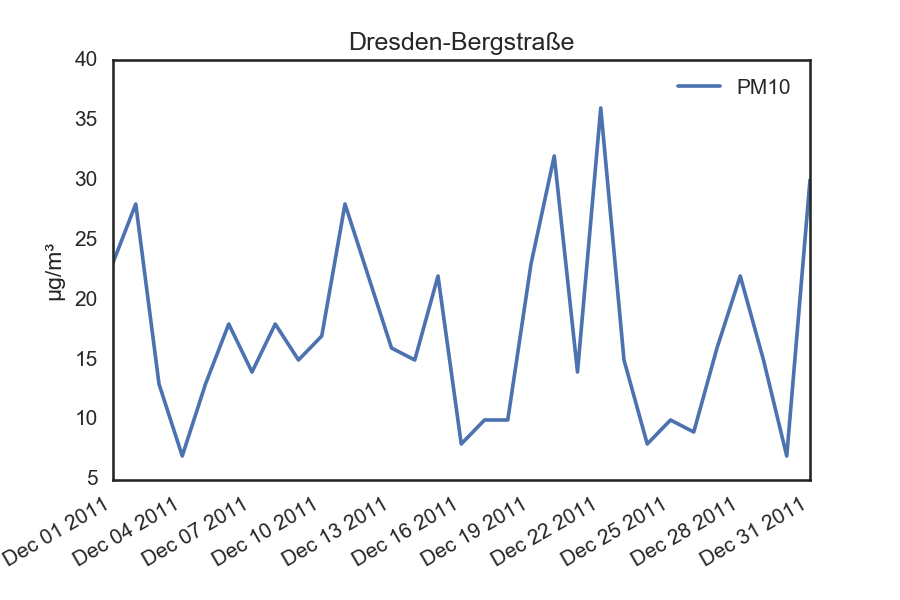 Dresden-Bergstraße
40
35
30
25
20
15
10
5
µg/m³
PM10
Dec 01 2011
Dec 04 2011
Dec 07 2011
Dec 10 2011
Dec 13 2011
Dec 16 2011
Dec 19 2011
Dec 22 2011
Dec 25 2011
Dec 28 2011
Dec 31 2011